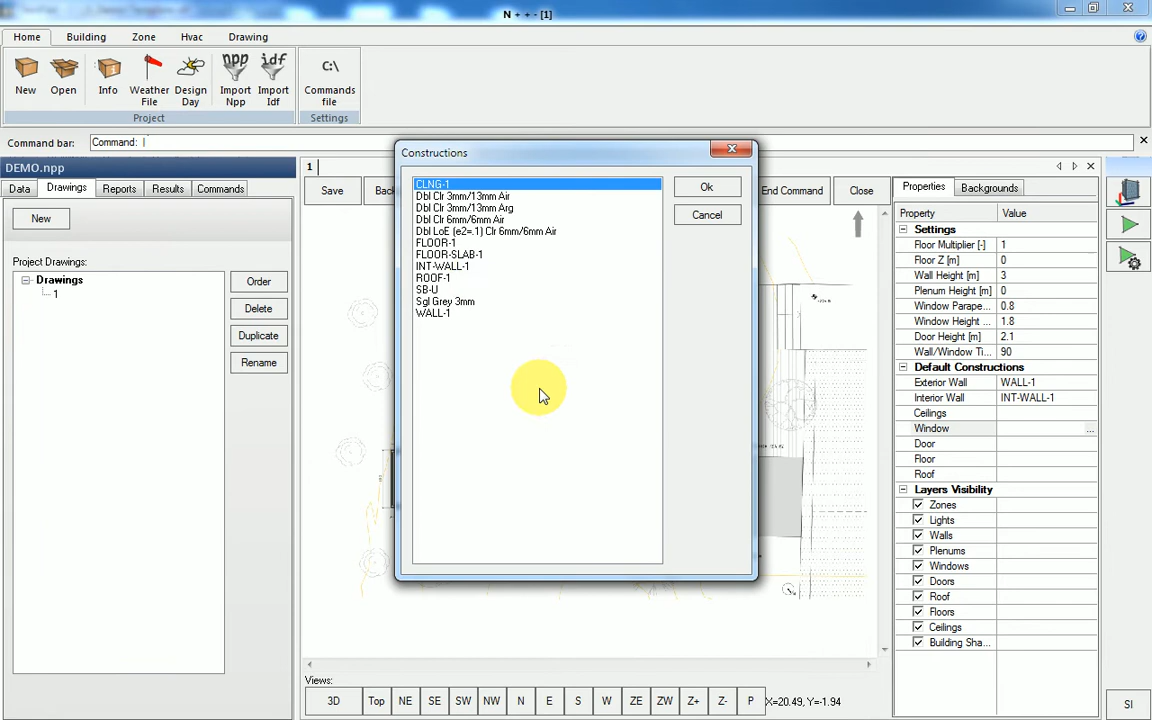 N + + - [1]
Home Building Zone Hvac Drawing
npp idf C:\
New Open Info Weather File Design Day Import Npp Import Idf Commands file
Project Settings
Command bar: Command:
DEMO.npp
Data Drawings Reports Results Commands
New
Project Drawings:
Drawings
1
Order
Delete
Duplicate
Rename
1
Save Bac End Command Close
Constructions
CLNG-1
Dbl Clr 3mm/13mm Air
Dbl Clr 3mm/13mm Arg
Dbl Clr 6mm/6mm Air
Dbl LoE (e2=.1) Clr 6mm/6mm Air
FLOOR-1
FLOOR-SLAB-1
INT-WALL-1
ROOF-1
SB-U
Sgl Grey 3mm
WALL-1
Ok
Cancel
Properties Backgrounds
Property Value
Settings
Floor Multiplier [-] 1
Floor Z [m] 0
Wall Height [m] 3
Plenum Height [m] 0
Window Parape... 0.8
Window Height ... 1.8
Door Height [m] 2.1
Wall/Window Ti... 90
Default Constructions
Exterior Wall WALL-1
Interior Wall INT-WALL-1
Ceilings
Window ...
Door
Floor
Roof
Layers Visibility
Zones
Lights
Walls
Plenums
Windows
Doors
Roof
Floors
Ceilings
Building Sha...
Views:
3D Top NE SE SW NW N E S W ZE ZW Z+ Z- P X=20.49, Y=-1.94
SI